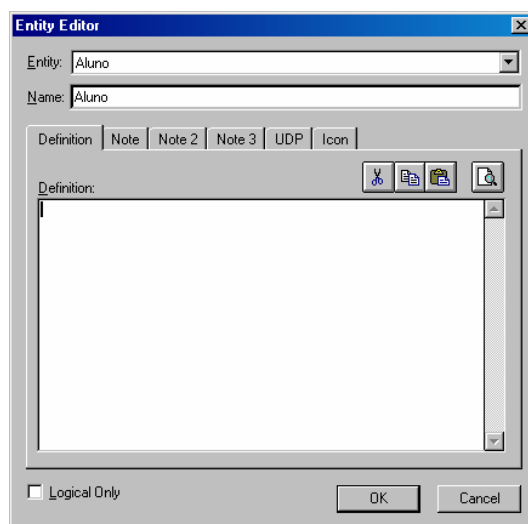 Entity Editor
Entity: Aluno
Name: Aluno
Definition Note Note 2 Note 3 UDP Icon
Definition:
Logical Only OK Cancel